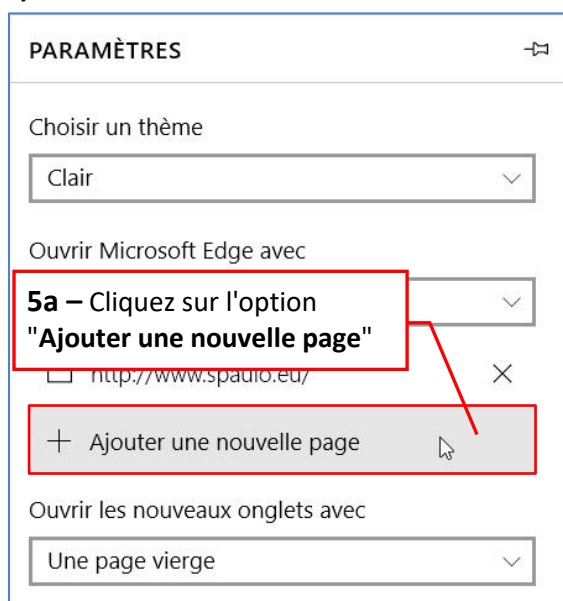 PARAMÈTRES
Choisir un thème
Clair
Ouvrir Microsoft Edge avec
5a – Cliquez sur l'option
"Ajouter une nouvelle page"
http://www.spaulo.eu/
Ajouter une nouvelle page
Ouvrir les nouveaux onglets avec
Une page vierge